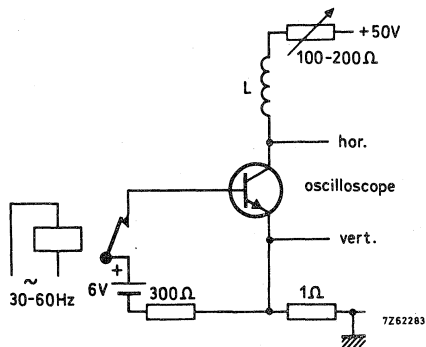 +50V
100-200Ω
L
hor.
oscilloscope
vert.
+
6V
300Ω
1Ω
~
30-60Hz
7Z62283